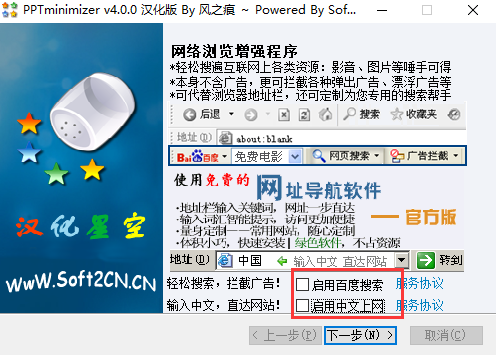 PPTminimizer v4.0.0 汉化版 By 风之痕 ~ Powered By Sof...
网络浏览增强程序
*轻松搜遍互联网上各类资源：影音、图片等唾手可得
*本身不含广告，更可拦截各种弹出广告、漂浮广告等
*可代替浏览器地址栏，还可定制为您专用的搜索帮手
后退 搜索 收藏夹
地址(D) about:blank
Bai 百度 免费电影 网页搜索 广告拦截
使用免费的 网址导航软件
·地址栏输入关键词，网址一步直达
·输入词汇智能提示，访问更加便捷
·量身定制——常用网站，随心定制
·体积小巧，快速安装|绿色软件，不占资源
—— 官方版
地址(D) 中国 ← 输入中文 直达网站 转到
轻松搜索，拦截广告！ 启用百度搜索 服务协议
输入中文，直达网站！ 启用中文上网 服务协议
汉化星空
www.Soft2CN.CN
< 上一步(P) 下一步(N) > 取消(C)